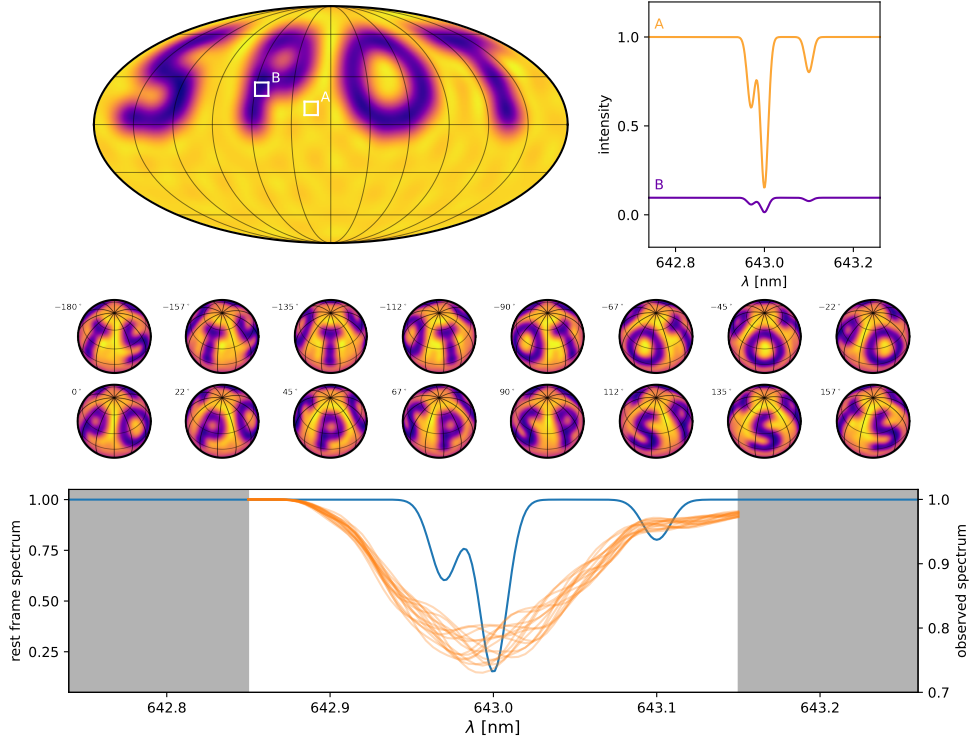 S P O T
B
A
A
B
intensity
1.0
0.5
0.0
642.8 643.0 643.2
λ [nm]
−180° −157° −135° −112° −90° −67° −45° −22°
0° 22° 45° 67° 90° 112° 135° 157°
rest frame spectrum
1.00
0.75
0.50
0.25
1.0
0.9
0.8
0.7
observed spectrum
642.8 642.9 643.0 643.1 643.2
λ [nm]